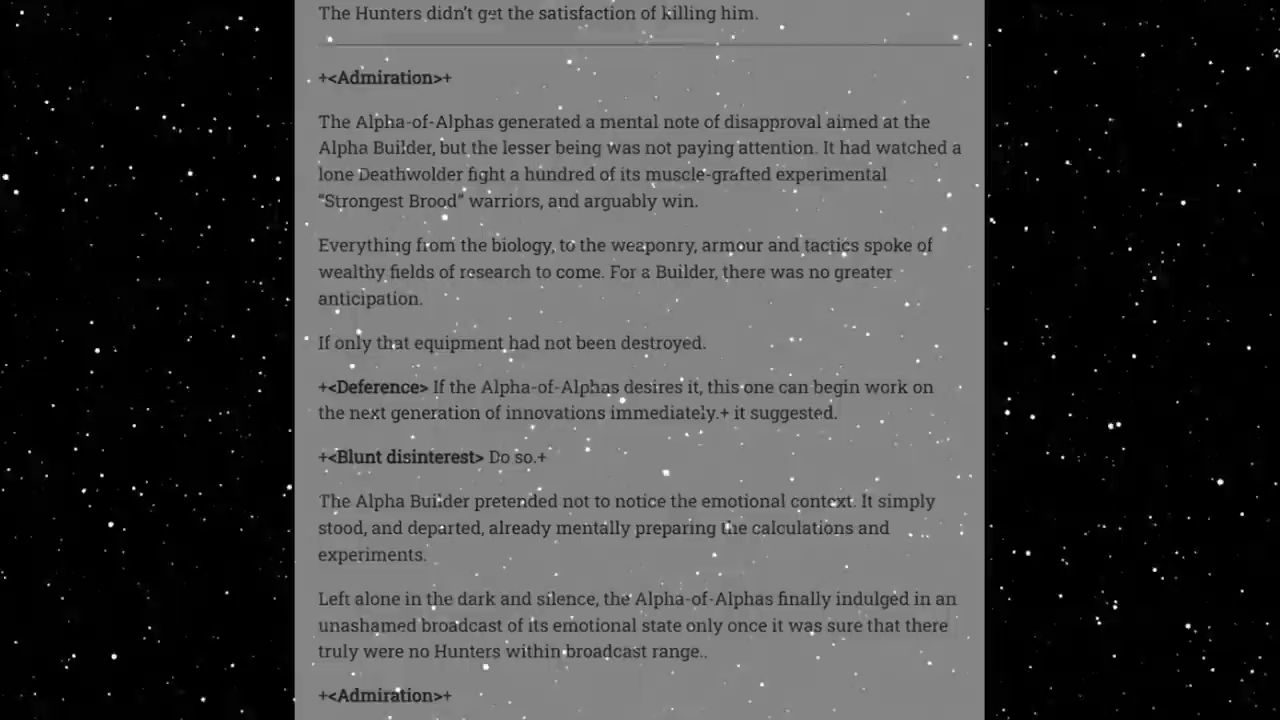 The Hunters didn't get the satisfaction of killing him.
+<Admiration>+
The Alpha-of-Alphas generated a mental note of disapproval aimed at the
Alpha Builder, but the lesser being was not paying attention. It had watched a
lone Deathwolder fight a hundred of its muscle-grafted experimental
“Strongest Brood” warriors, and arguably win.
Everything from the biology, to the weaponry, armour and tactics spoke of
wealthy fields of research to come. For a Builder, there was no greater
anticipation.
If only that equipment had not been destroyed.
+<Deference> If the Alpha-of-Alphas desires it, this one can begin work on
the next generation of innovations immediately.+ it suggested.
+<Blunt disinterest> Do so.+
The Alpha Builder pretended not to notice the emotional context. It simply
stood, and departed, already mentally preparing the calculations and
experiments.
Left alone in the dark and silence, the Alpha-of-Alphas finally indulged in an
unashamed broadcast of its emotional state only once it was sure that there
truly were no Hunters within broadcast range..
+<Admiration>+